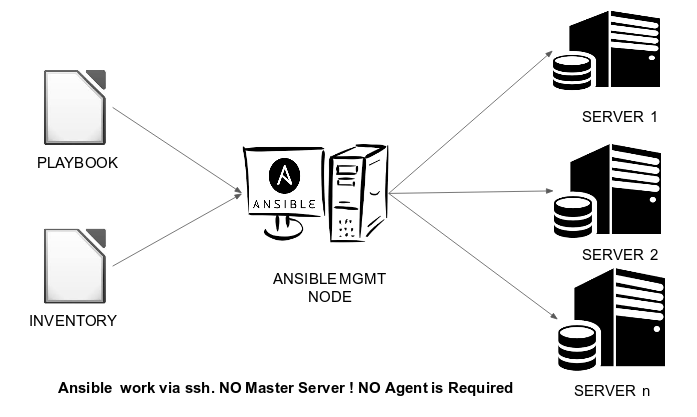 SERVER 1
PLAYBOOK
ANSIBLE
SERVER 2
ANSIBLE MGMT
NODE
INVENTORY
Ansible work via ssh. NO Master Server ! NO Agent is Required
SERVER n